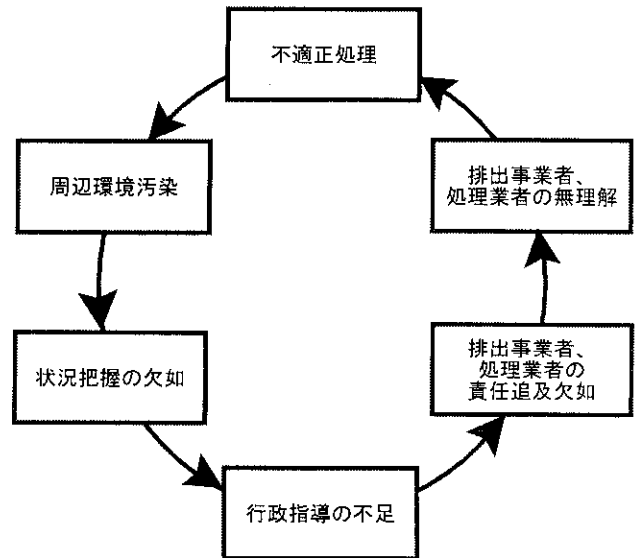 不適正処理
周辺環境汚染
排出事業者、
処理業者の無理解
状況把握の欠如
排出事業者、
処理業者の
責任追及欠如
行政指導の不足